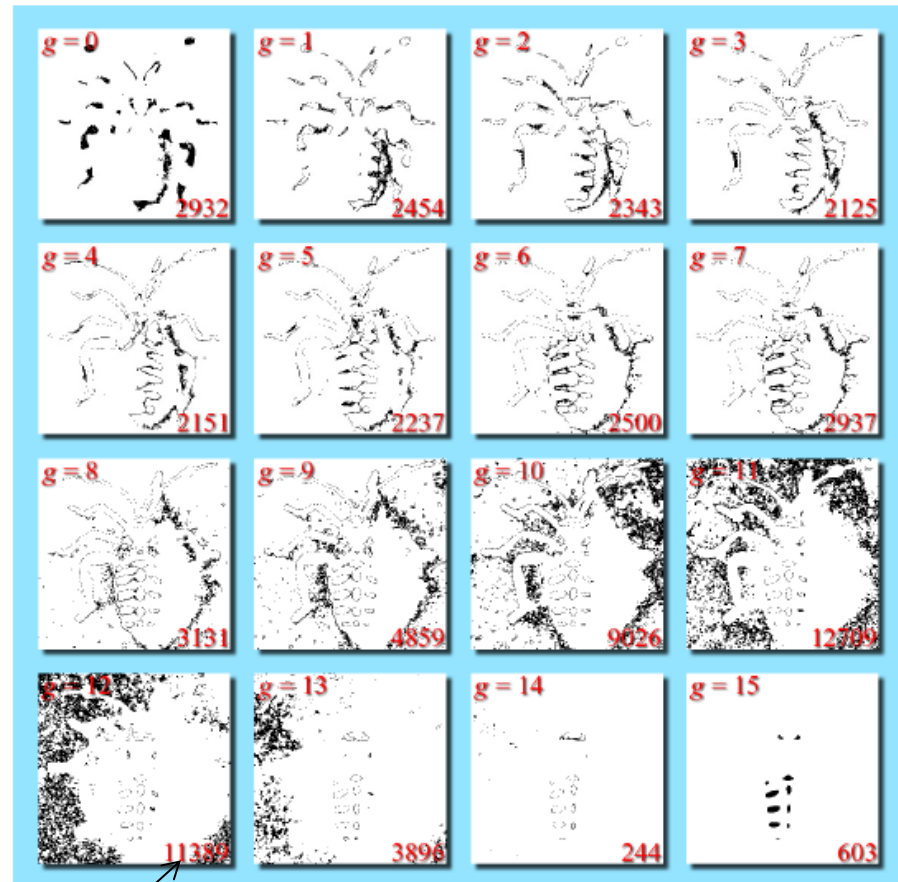 g = 0 g = 1 g = 2 g = 3
2932 2454 2343 2125
g = 4 g = 5 g = 6 g = 7
2151 2237 2500 2937
g = 8 g = 9 g = 10 g = 11
3131 4859 9026 12709
g = 12 g = 13 g = 14 g = 15
11389 3896 244 603